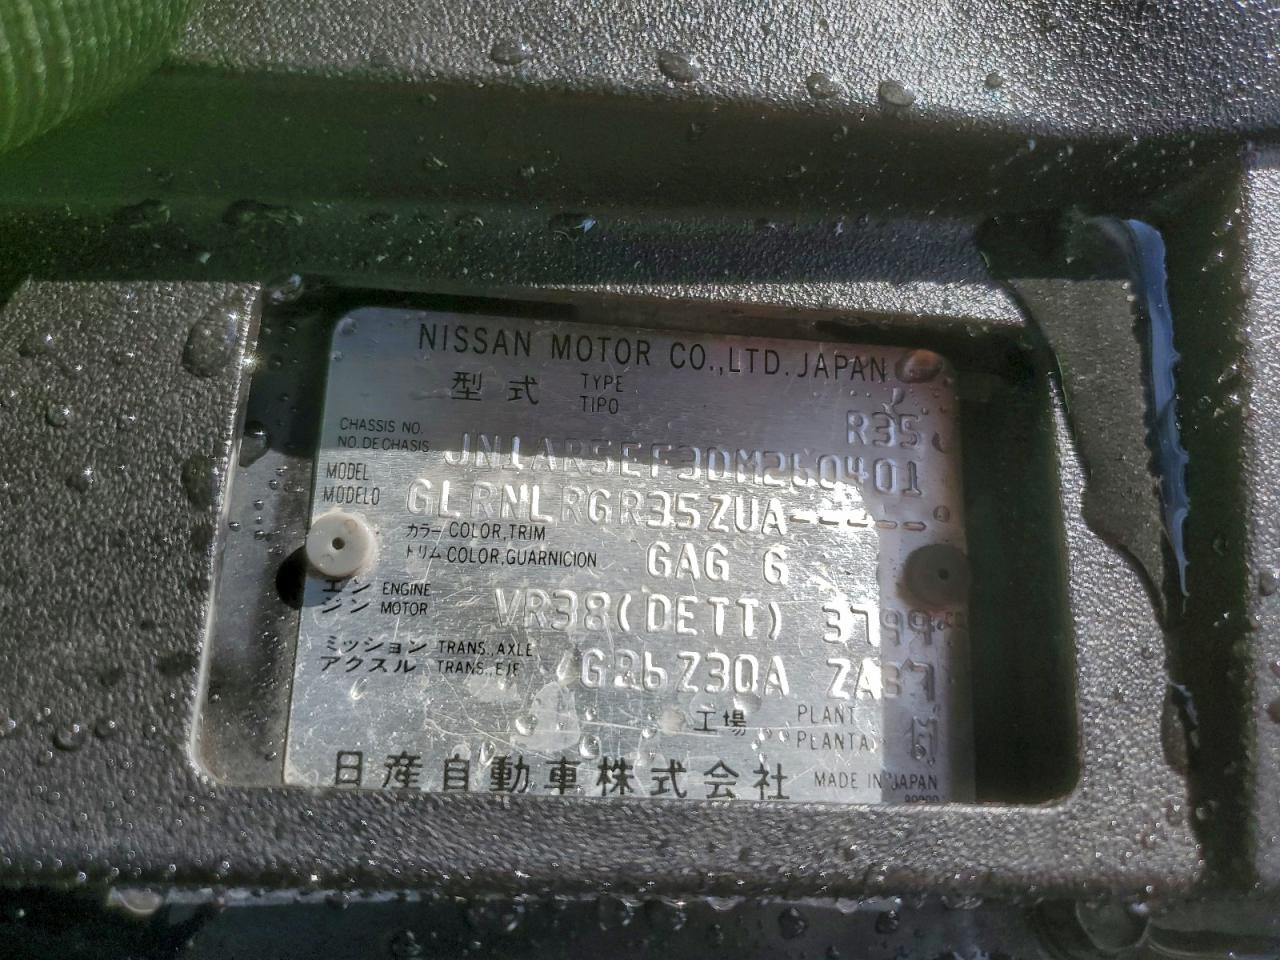 NISSAN MOTOR CO.,LTD. JAPAN
型式 TYPE
TIPO
R35
CHASSIS NO.
NO. DE CHASIS
JN1AR5EF3DM260401
MODEL
MODELO
GLRNLRGR35ZUA-----
カラー COLOR,TRIM
トリム COLOR,GUARNICION
GAG 6
エン ENGINE
ジン MOTOR
VR38(DETT) 3799cc
ミッション TRANS.,AXLE
アクスル TRANS.,EJE
Z30A ZA37
工場 PLANT
PLANTA
日産自動車株式会社 MADE IN JAPAN